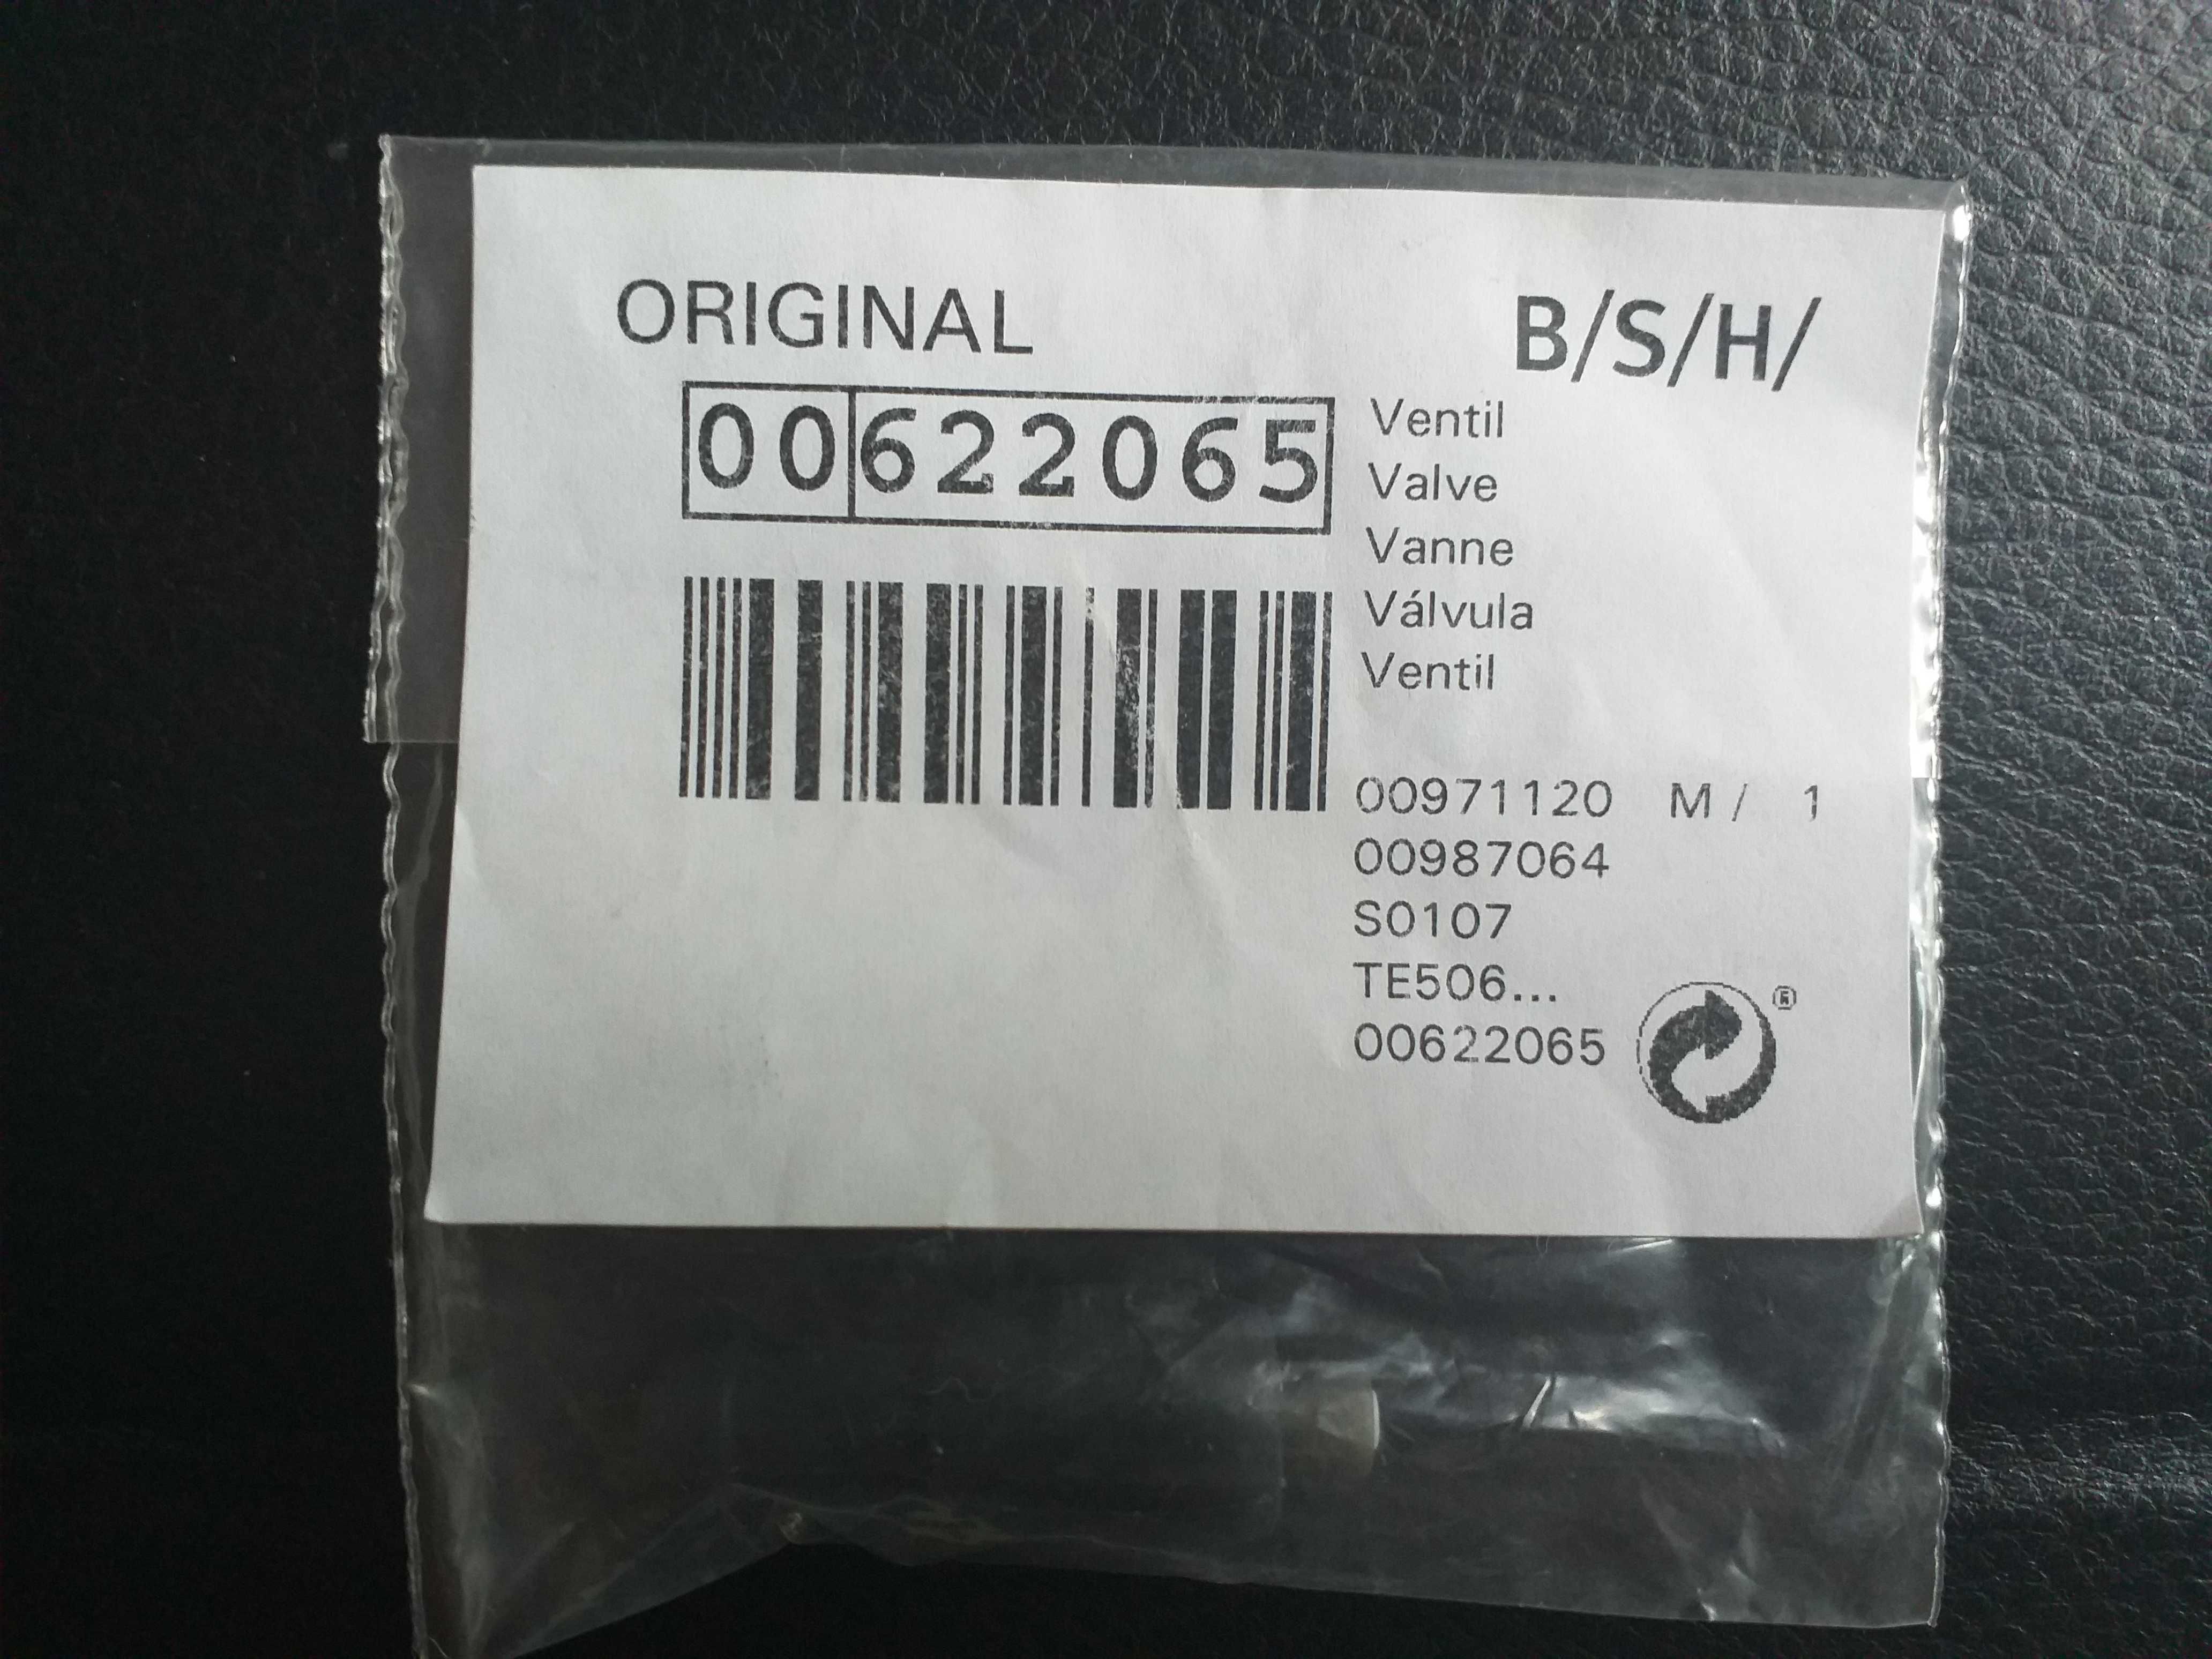 ORIGINAL
B/S/H/
00622065
Ventil
Valve
Vanne
Válvula
Ventil
00971120 M / 1
00987064
S0107
TE506...
00622065
®